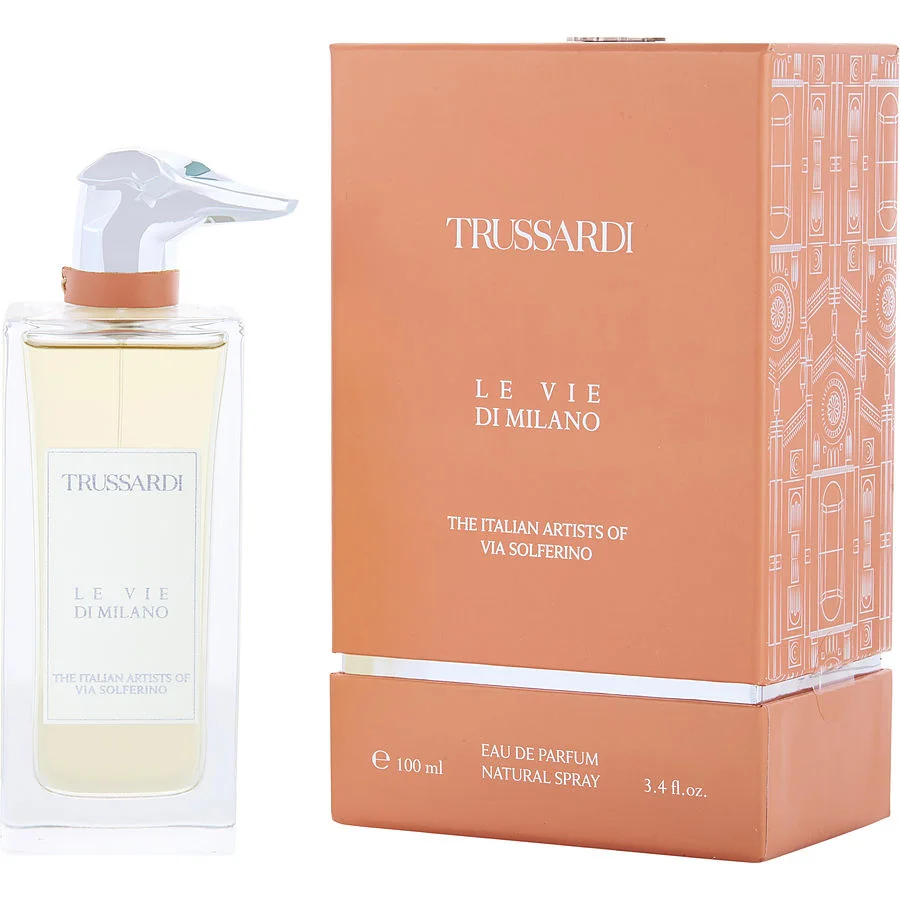 TRUSSARDI
LE VIE
DI MILANO
THE ITALIAN ARTISTS OF
VIA SOLFERINO
TRUSSARDI
LE VIE
DI MILANO
THE ITALIAN ARTISTS OF
VIA SOLFERINO
℮ 100 ml
EAU DE PARFUM
NATURAL SPRAY
3.4 fl.oz.